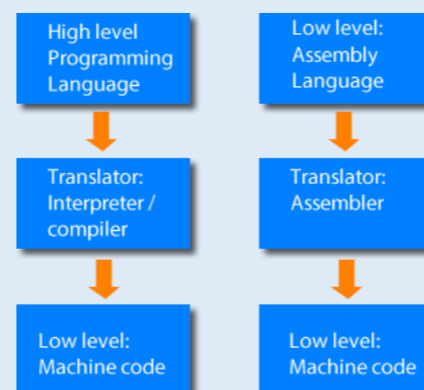 High level
Programming
Language
Translator:
Interpreter /
compiler
Low level:
Machine code
Low level:
Assembly
Language
Translator:
Assembler
Low level:
Machine code